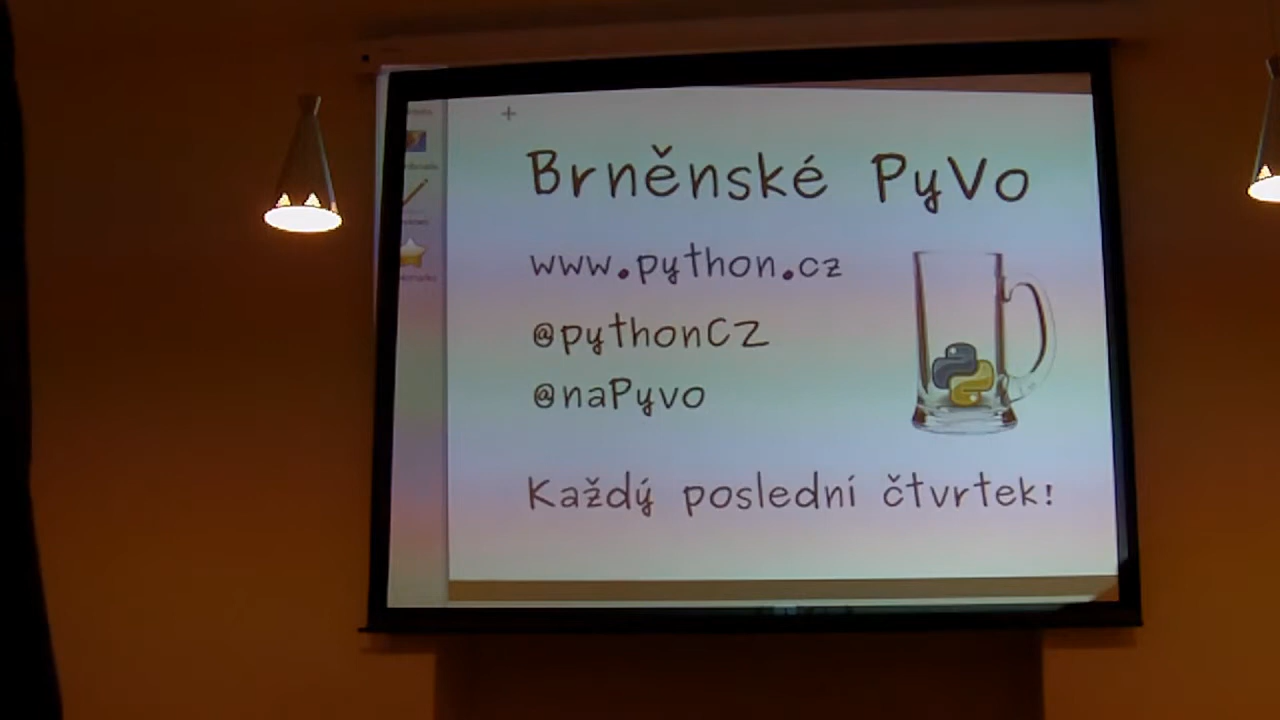 Brněnské PyVo
www.python.cz
@pythonCZ
@naPyvo
Každý poslední čtvrtek!